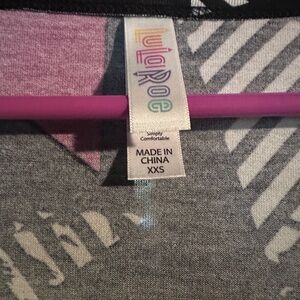 LuLaRoe
Simply
Comfortable
MADE IN
CHINA
XXS